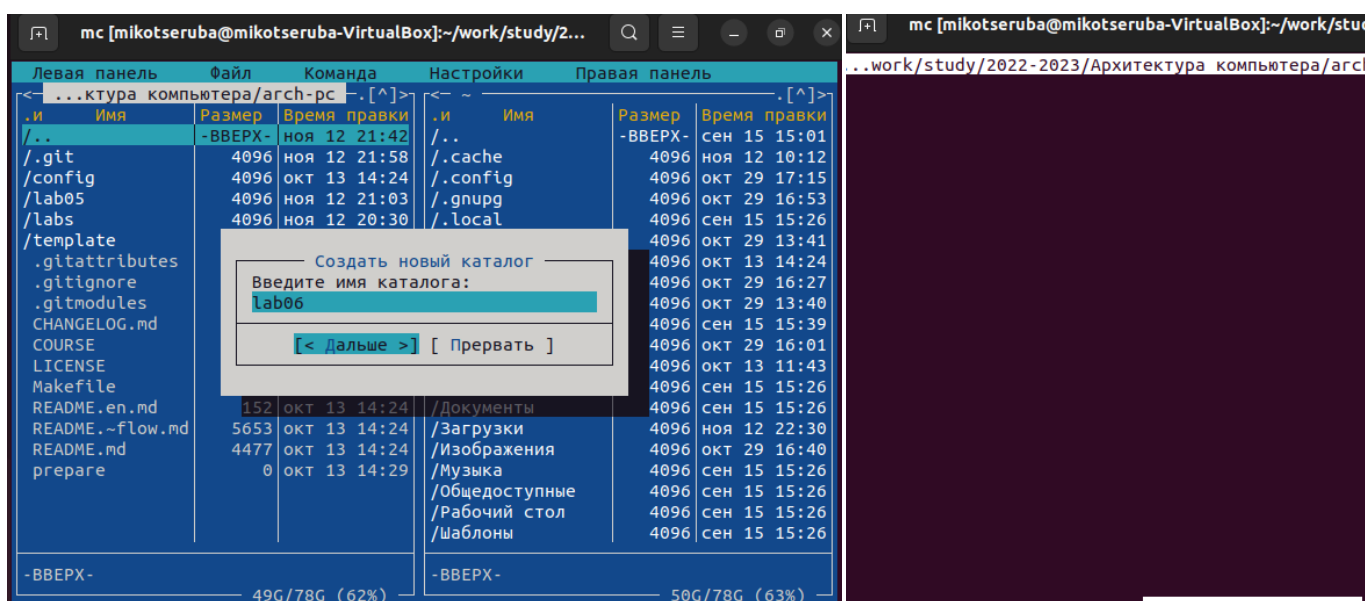 mc [mikotseruba@mikotseruba-VirtualBox]:~/work/study/2...
Левая панель Файл Команда Настройки Правая панель
<─ ...ктура компьютера/arch-pc ─.[^]>
.и Имя Размер Время правки
/.. -ВВЕРХ- ноя 12 21:42
/.git 4096 ноя 12 21:58
/config 4096 окт 13 14:24
/lab05 4096 ноя 12 21:03
/labs 4096 ноя 12 20:30
/template
.gitattributes
.gitignore
.gitmodules
CHANGELOG.md
COURSE
LICENSE
Makefile
README.en.md 152 окт 13 14:24
README.~flow.md 5653 окт 13 14:24
README.md 4477 окт 13 14:24
prepare 0 окт 13 14:29
-ВВЕРХ-
49G/78G (62%)
<─ ~ ─.[^]>
.и Имя Размер Время правки
/.. -ВВЕРХ- сен 15 15:01
/.cache 4096 ноя 12 10:12
/.config 4096 окт 29 17:15
/.gnupg 4096 окт 29 16:53
/.local 4096 сен 15 15:26
4096 окт 29 13:41
4096 окт 13 14:24
4096 окт 29 16:27
4096 окт 29 13:40
4096 сен 15 15:39
4096 окт 29 16:01
4096 окт 13 11:43
4096 сен 15 15:26
/Документы 4096 сен 15 15:26
/Загрузки 4096 ноя 12 22:30
/Изображения 4096 окт 29 16:40
/Музыка 4096 сен 15 15:26
/Общедоступные 4096 сен 15 15:26
/Рабочий стол 4096 сен 15 15:26
/Шаблоны 4096 сен 15 15:26
-ВВЕРХ-
50G/78G (63%)
Создать новый каталог
Введите имя каталога:
lab06
[< Дальше >] [ Прервать ]
mc [mikotseruba@mikotseruba-VirtualBox]:~/work/stud
...work/study/2022-2023/Архитектура компьютера/arch